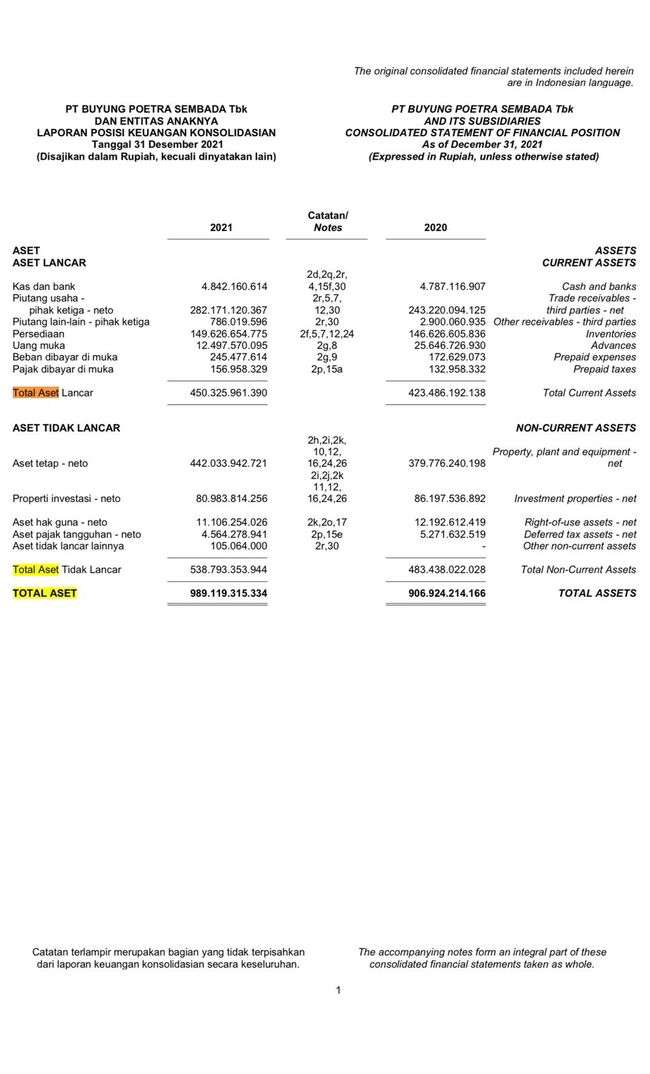 The original consolidated financial statements included herein
are in Indonesian language.
PT BUYUNG POETRA SEMBADA Tbk
DAN ENTITAS ANAKNYA
LAPORAN POSISI KEUANGAN KONSOLIDASIAN
Tanggal 31 Desember 2021
(Disajikan dalam Rupiah, kecuali dinyatakan lain)
PT BUYUNG POETRA SEMBADA Tbk
AND ITS SUBSIDIARIES
CONSOLIDATED STATEMENT OF FINANCIAL POSITION
As of December 31, 2021
(Expressed in Rupiah, unless otherwise stated)
Catatan/
2021 Notes 2020
ASET ASSETS
ASET LANCAR CURRENT ASSETS
2d,2q,2r,
Kas dan bank 4.842.160.614 4,15f,30 4.787.116.907 Cash and banks
Piutang usaha - 2r,5,7, Trade receivables -
pihak ketiga - neto 282.171.120.367 12,30 243.220.094.125 third parties - net
Piutang lain-lain - pihak ketiga 786.019.596 2r,30 2.900.060.935 Other receivables - third parties
Persediaan 149.626.654.775 2f,5,7,12,24 146.626.605.836 Inventories
Uang muka 12.497.570.095 2g,8 25.646.726.930 Advances
Beban dibayar di muka 245.477.614 2g,9 172.629.073 Prepaid expenses
Pajak dibayar di muka 156.958.329 2p,15a 132.958.332 Prepaid taxes
Total Aset Lancar 450.325.961.390 423.486.192.138 Total Current Assets
ASET TIDAK LANCAR NON-CURRENT ASSETS
2h,2i,2k,
10,12, Property, plant and equipment -
Aset tetap - neto 442.033.942.721 16,24,26 379.776.240.198 net
2i,2j,2k
11,12,
Properti investasi - neto 80.983.814.256 16,24,26 86.197.536.892 Investment properties - net
Aset hak guna - neto 11.106.254.026 2k,2o,17 12.192.612.419 Right-of-use assets - net
Aset pajak tangguhan - neto 4.564.278.941 2p,15e 5.271.632.519 Deferred tax assets - net
Aset tidak lancar lainnya 105.064.000 2r,30 - Other non-current assets
Total Aset Tidak Lancar 538.793.353.944 483.438.022.028 Total Non-Current Assets
TOTAL ASET 989.119.315.334 906.924.214.166 TOTAL ASSETS
Catatan terlampir merupakan bagian yang tidak terpisahkan
dari laporan keuangan konsolidasian secara keseluruhan.
The accompanying notes form an integral part of these
consolidated financial statements taken as whole.
1